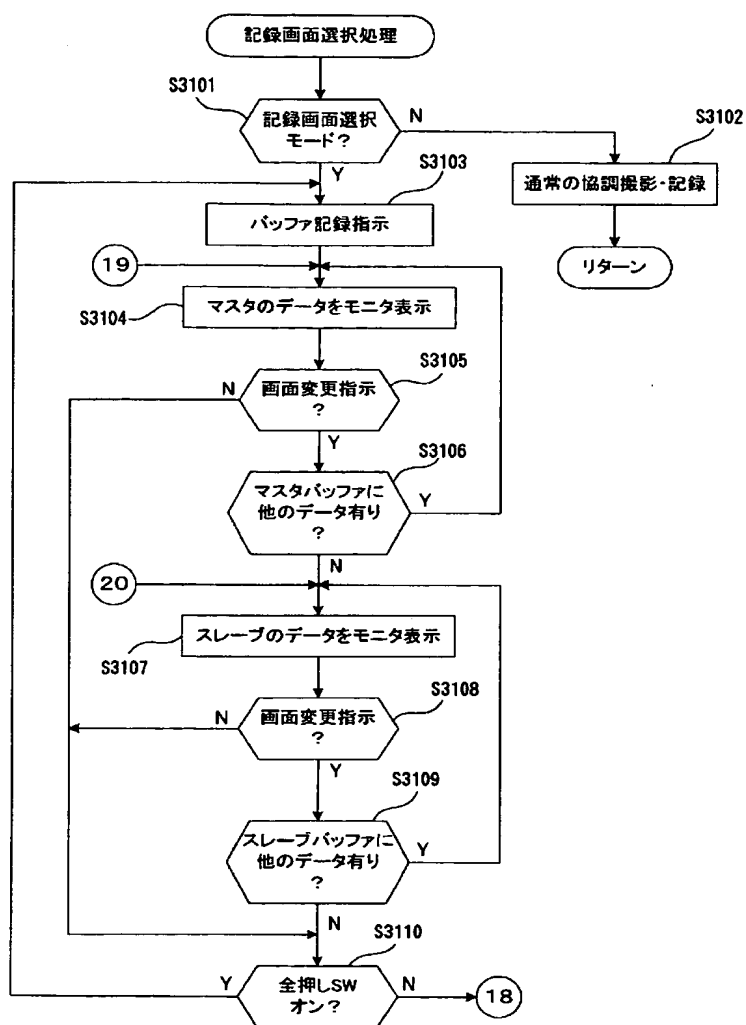 記録画面選択処理
S3101
記録画面選択
モード?
N
S3102
通常の協調撮影・記録
リターン
Y
S3103
バッファ記録指示
19
マスタのデータをモニタ表示
S3104
S3105
画面変更指示
?
N
Y
S3106
マスタバッファに
他のデータ有り
?
Y
N
20
スレーブのデータをモニタ表示
S3107
S3108
画面変更指示
?
N
Y
S3109
スレーブバッファに
他のデータ有り
?
Y
N
S3110
全押しSW
オン?
Y
N
18